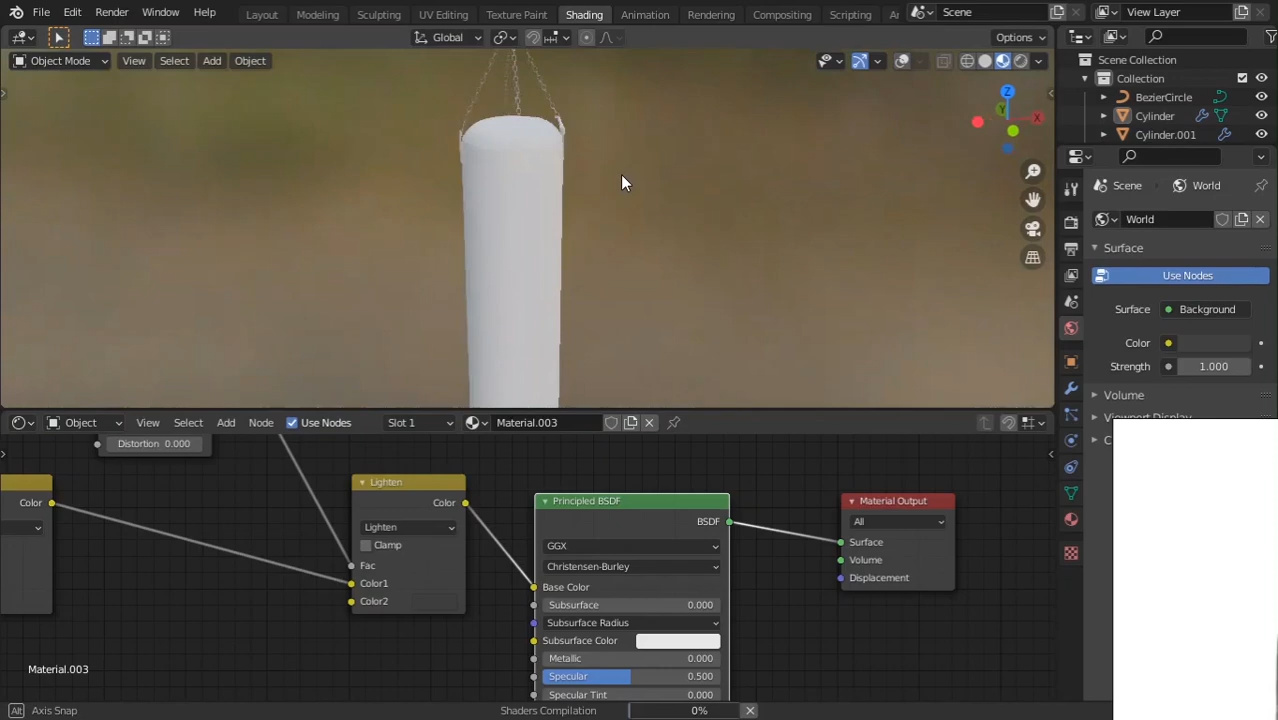 File Edit Render Window Help Layout Modeling Sculpting UV Editing Texture Paint Shading Animation Rendering Compositing Scripting Scene View Layer
Global Options
Object Mode View Select Add Object
Scene Collection
Collection
BezierCircle
Cylinder
Cylinder.001
Z
Y
X
Scene World
World
Surface
Use Nodes
Surface: Background
Color:
Strength: 1.000
Volume
Object View Select Add Node Use Nodes Slot 1 Material.003
Distortion 0.000
Color
Lighten
Color
Lighten
Clamp
Fac
Color1
Color2
Principled BSDF
BSDF
GGX
Christensen-Burley
Base Color
Subsurface 0.000
Subsurface Radius
Subsurface Color
Metallic 0.000
Specular 0.500
Specular Tint 0.000
Material Output
All
Surface
Volume
Displacement
Material.003
Alt Axis Snap Shaders Compilation 0%